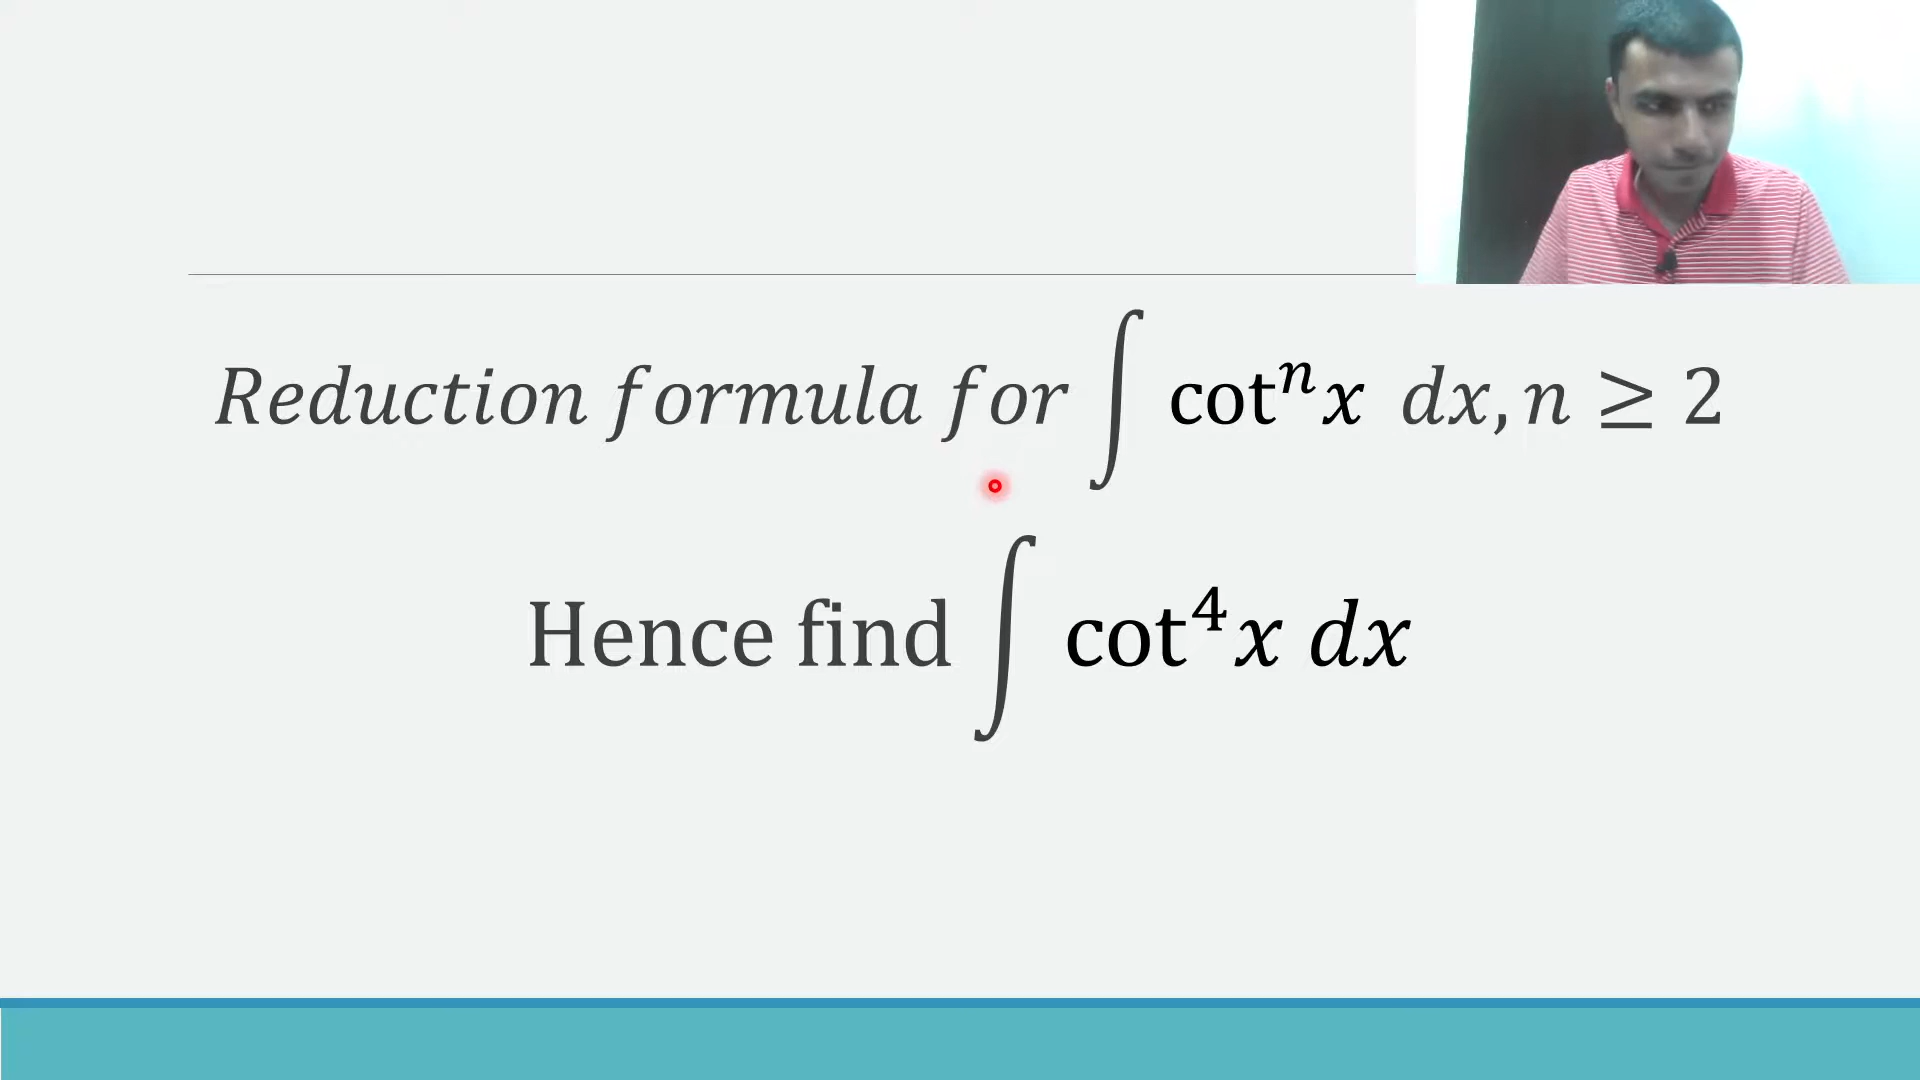 Reduction formula for ∫ cotⁿx dx, n ≥ 2
Hence find ∫ cot⁴x dx